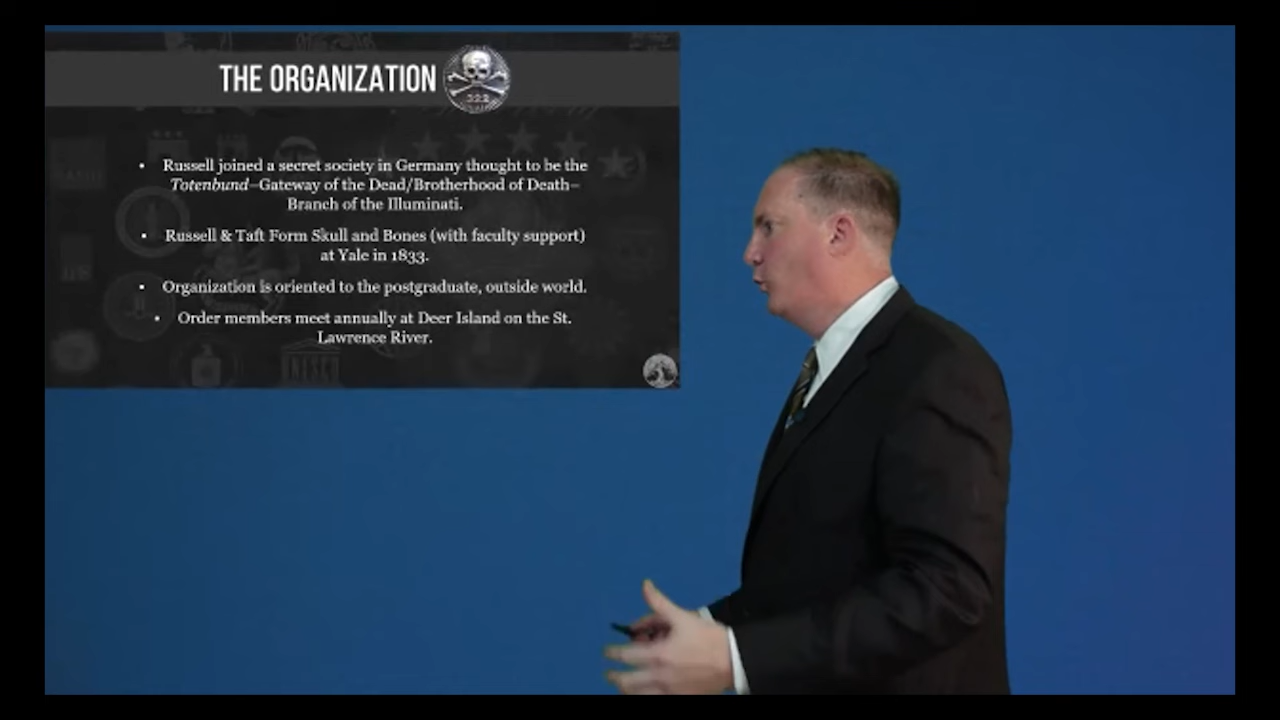 THE ORGANIZATION
322
• Russell joined a secret society in Germany thought to be the
Totenbund–Gateway of the Dead/Brotherhood of Death–
Branch of the Illuminati.
• Russell & Taft Form Skull and Bones (with faculty support)
at Yale in 1833.
• Organization is oriented to the postgraduate, outside world.
• Order members meet annually at Deer Island on the St.
Lawrence River.